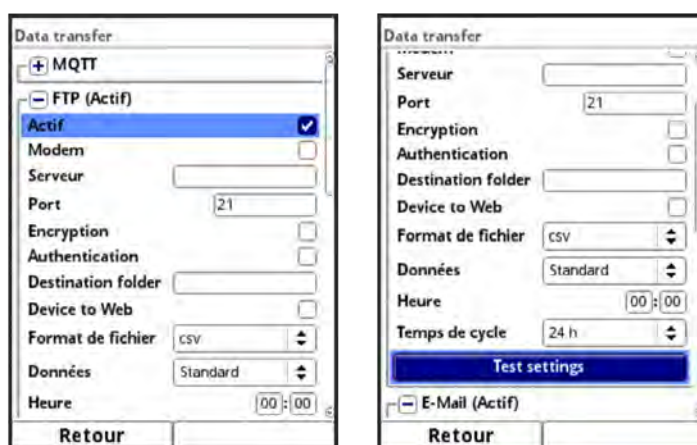 Data transfer
+ MQTT
− FTP (Actif)
Actif
Modem
Serveur
Port 21
Encryption
Authentication
Destination folder
Device to Web
Format de fichier csv
Données Standard
Heure 00 : 00
Retour
Data transfer
Serveur
Port 21
Encryption
Authentication
Destination folder
Device to Web
Format de fichier csv
Données Standard
Heure 00 : 00
Temps de cycle 24 h
Test settings
− E-Mail (Actif)
Retour